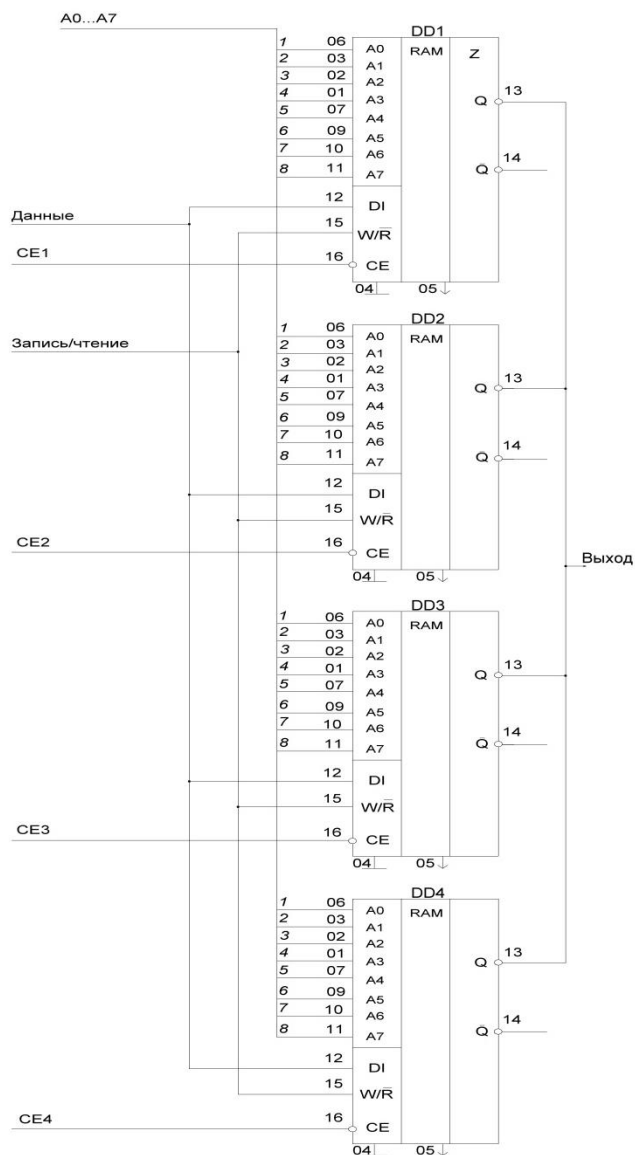 A0...A7
DD1
1 06 A0 RAM Z
2 03 A1
3 02 A2
4 01 A3 Q 13
5 07 A4
6 09 A5
7 10 A6 Q̅ 14
8 11 A7
12 DI
Данные
15 W/R̅
CE1 16 CE
04 05
DD2
1 06 A0 RAM
2 03 A1
Запись/чтение
3 02 A2
4 01 A3 Q 13
5 07 A4
6 09 A5
7 10 A6 Q̅ 14
8 11 A7
12 DI
15 W/R̅
CE2 16 CE
Выход
04 05
DD3
1 06 A0 RAM
2 03 A1
3 02 A2
4 01 A3 Q 13
5 07 A4
6 09 A5
7 10 A6 Q̅ 14
8 11 A7
12 DI
15 W/R̅
CE3 16 CE
04 05
DD4
1 06 A0 RAM
2 03 A1
3 02 A2
4 01 A3 Q 13
5 07 A4
6 09 A5
7 10 A6 Q̅ 14
8 11 A7
12 DI
15 W/R̅
CE4 16 CE
04 05